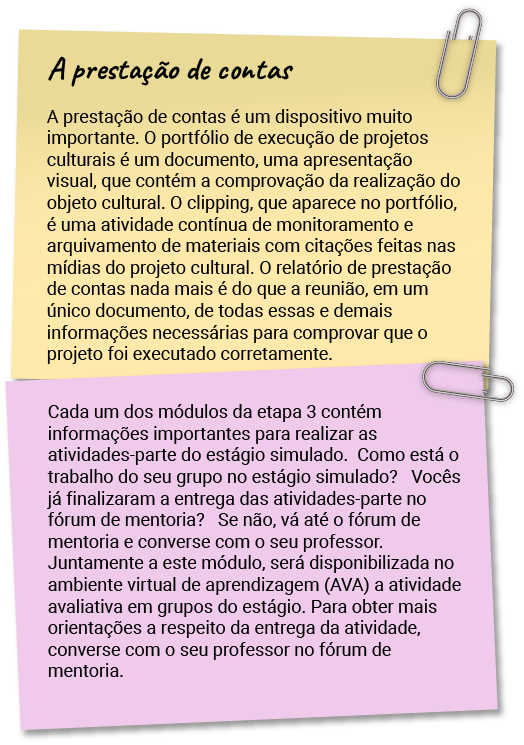 A prestação de contas
A prestação de contas é um dispositivo muito
importante. O portfólio de execução de projetos
culturais é um documento, uma apresentação
visual, que contém a comprovação da realização do
objeto cultural. O clipping, que aparece no portfólio,
é uma atividade contínua de monitoramento e
arquivamento de materiais com citações feitas nas
mídias do projeto cultural. O relatório de prestação
de contas nada mais é do que a reunião, em um
único documento, de todas essas e demais
informações necessárias para comprovar que o
projeto foi executado corretamente.
Cada um dos módulos da etapa 3 contém
informações importantes para realizar as
atividades-parte do estágio simulado.  Como está o
trabalho do seu grupo no estágio simulado?   Vocês
já finalizaram a entrega das atividades-parte no
fórum de mentoria?   Se não, vá até o fórum de
mentoria e converse com o seu professor.
Juntamente a este módulo, será disponibilizada no
ambiente virtual de aprendizagem (AVA) a atividade
avaliativa em grupos do estágio. Para obter mais
orientações a respeito da entrega da atividade,
converse com o seu professor no fórum de
mentoria.